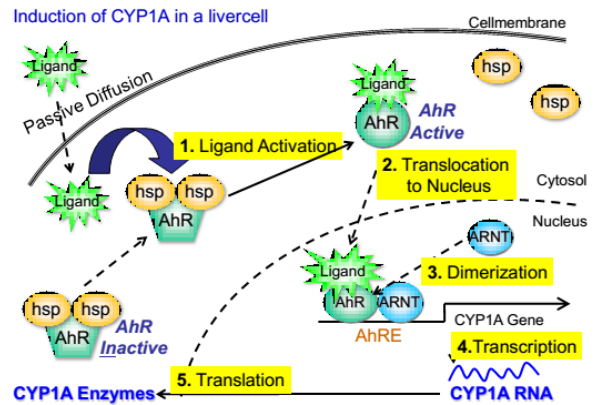 Induction of CYP1A in a livercell
Cellmembrane
Ligand
hsp
Passive Diffusion
Ligand
hsp
AhR
AhR
Active
1. Ligand Activation
2. Translocation
to Nucleus
hsp hsp
Cytosol
Ligand
AhR
Nucleus
ARNT
Ligand
3. Dimerization
hsp hsp
AhR
Inactive
AhR
AhR ARNT
CYP1A Gene
AhRE
4.Transcription
5. Translation
CYP1A Enzymes
CYP1A RNA